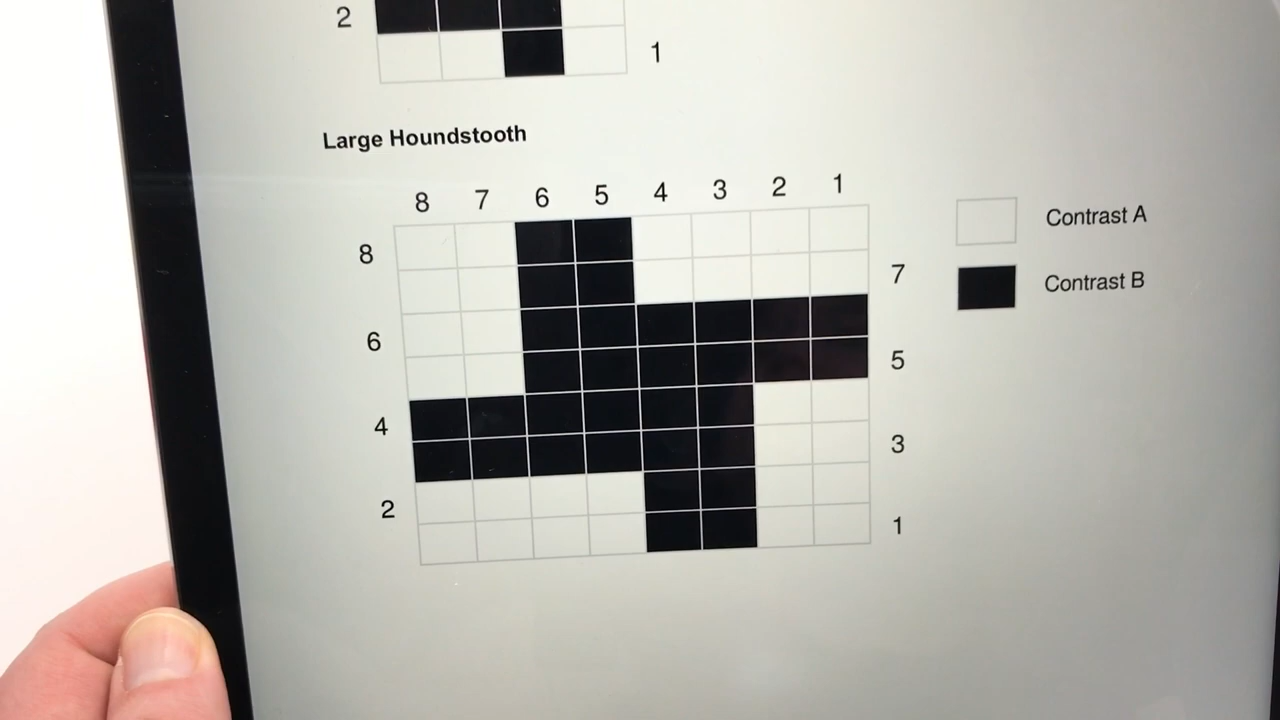 2
1
Large Houndstooth
8 7 6 5 4 3 2 1
8
7
6
5
4
3
2
1
Contrast A
Contrast B